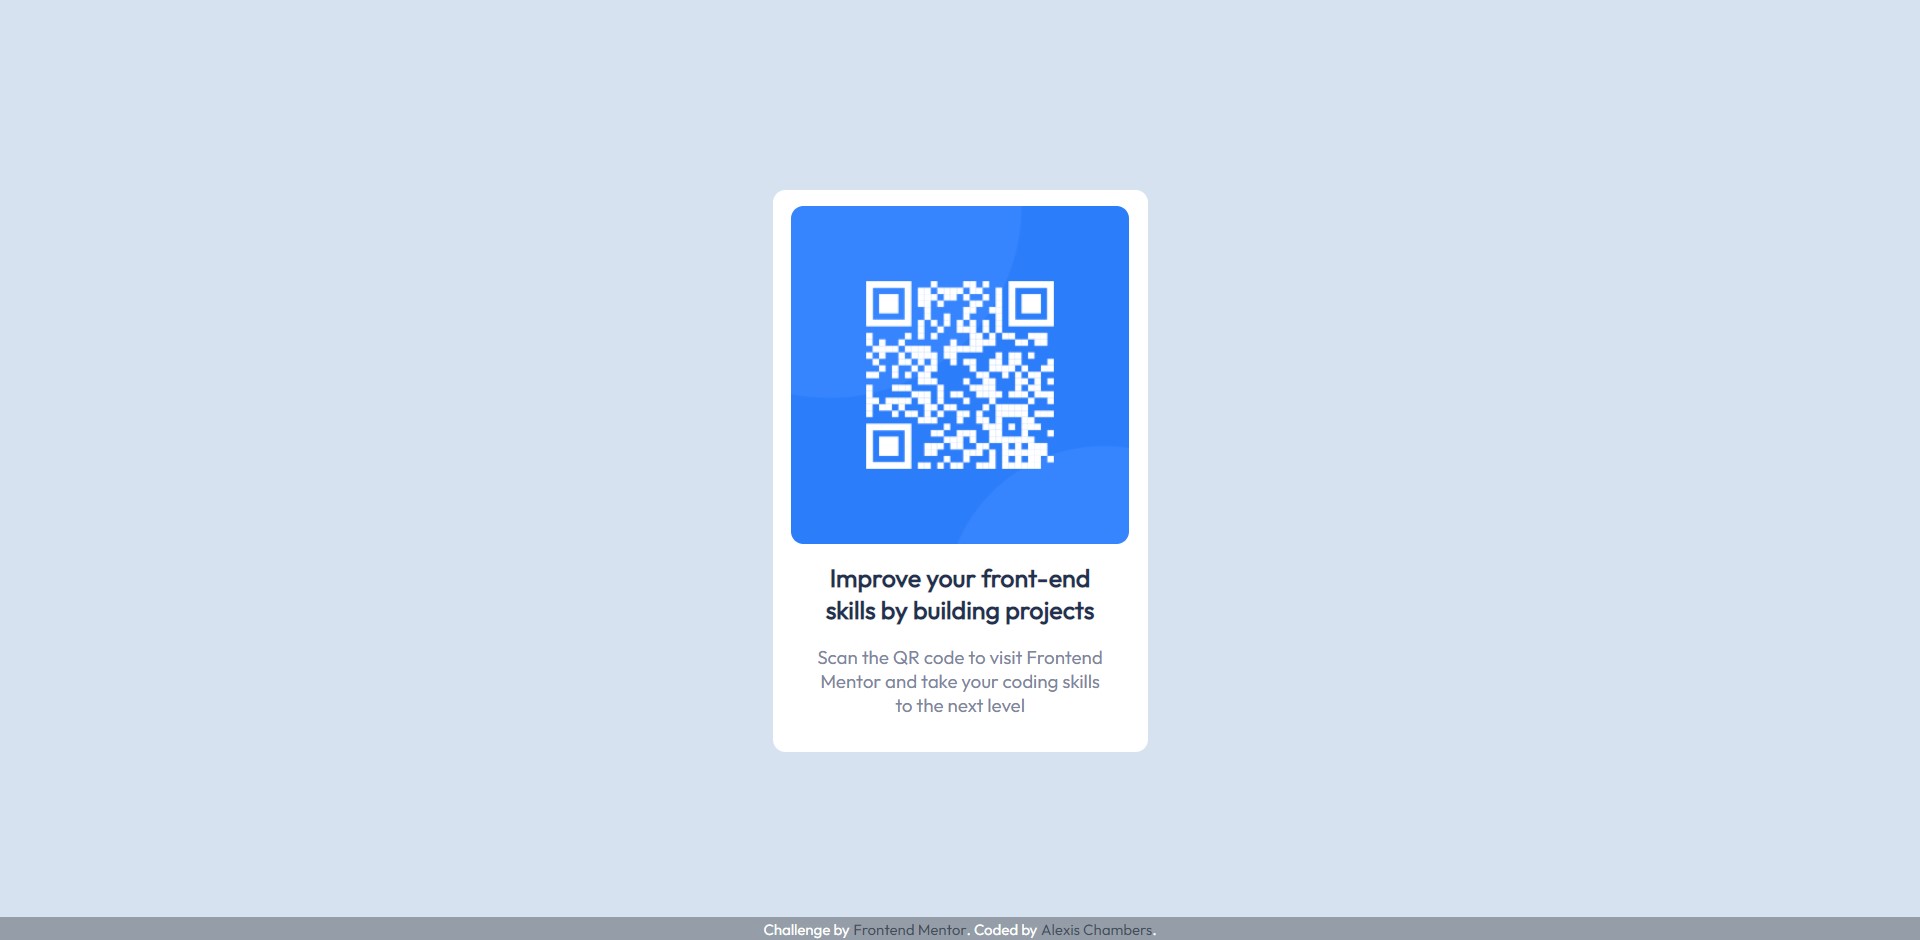 Improve your front-end
skills by building projects
Scan the QR code to visit Frontend
Mentor and take your coding skills
to the next level
Challenge by Frontend Mentor. Coded by Alexis Chambers.